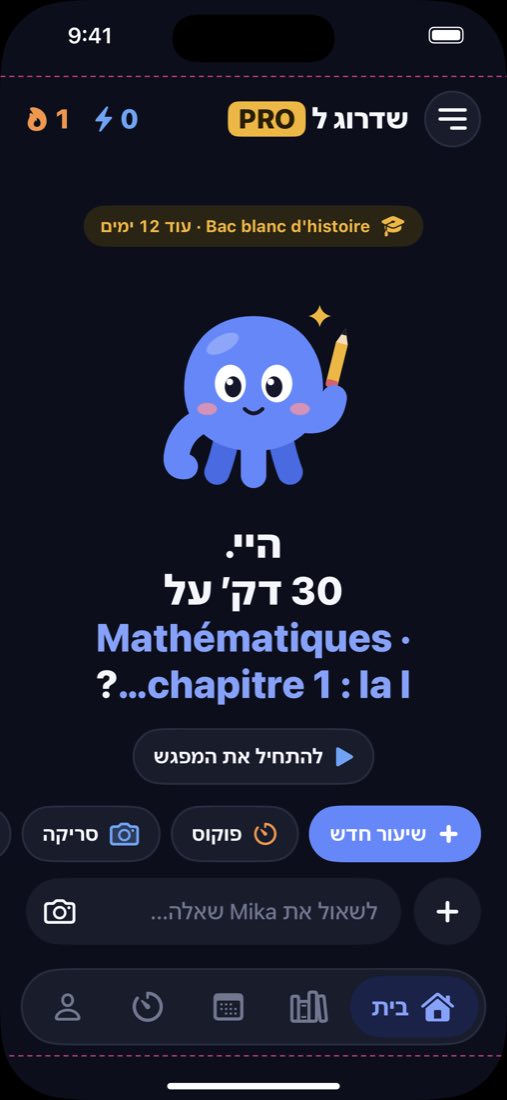 9:41
שדרוג ל PRO
0
1
Bac blanc d'histoire · עוד 12 ימים
היי.
30 דק׳ על
Mathématiques ·
chapitre 1 : la l...?
להתחיל את המפגש
שיעור חדש
פוקוס
סריקה
לשאול את Mika שאלה...
בית